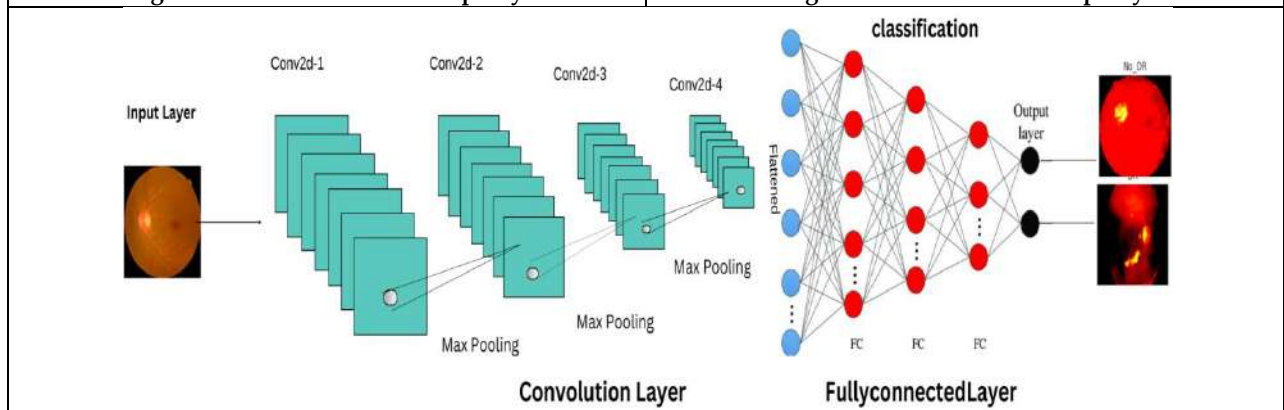 classification
Conv2d-1
Conv2d-2
Conv2d-3
Conv2d-4
Input Layer
No_DR
Output
layer
Flattened
Max Pooling
Max Pooling
Max Pooling
FC
FC
FC
Convolution Layer
FullyconnectedLayer